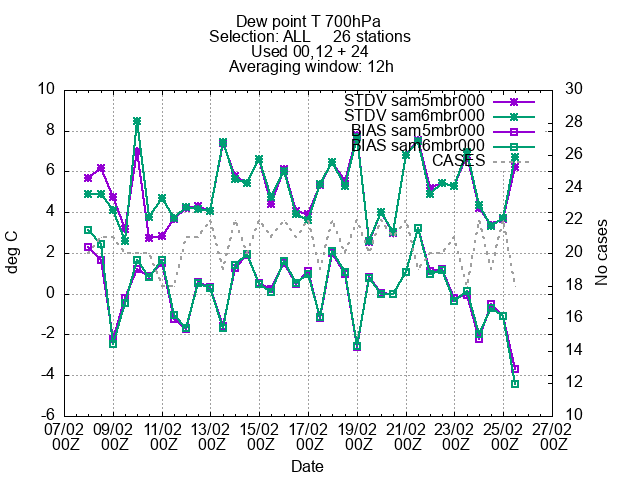 Dew point T 700hPa
Selection: ALL 26 stations
Used 00,12 + 24
Averaging window: 12h
STDV sam5mbr000
STDV sam6mbr000
BIAS sam5mbr000
BIAS sam6mbr000
CASES
10
8
6
4
2
0
-2
-4
-6
deg C
30
28
26
24
22
20
18
16
14
12
10
No cases
07/02 09/02 11/02 13/02 15/02 17/02 19/02 21/02 23/02 25/02 27/02
00Z 00Z 00Z 00Z 00Z 00Z 00Z 00Z 00Z 00Z 00Z
Date